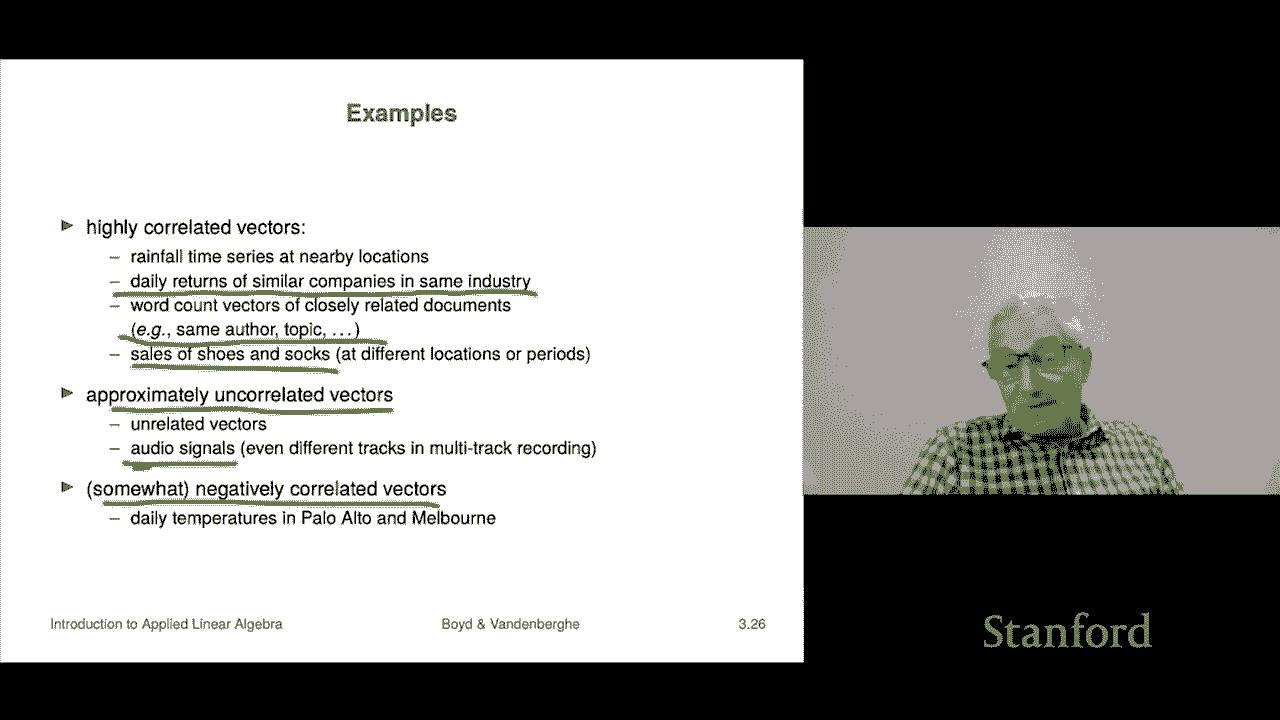 Examples
highly correlated vectors:
– rainfall time series at nearby locations
– daily returns of similar companies in same industry
– word count vectors of closely related documents
(e.g., same author, topic, ...)
– sales of shoes and socks (at different locations or periods)
approximately uncorrelated vectors
– unrelated vectors
– audio signals (even different tracks in multi-track recording)
(somewhat) negatively correlated vectors
– daily temperatures in Palo Alto and Melbourne
Introduction to Applied Linear Algebra Boyd & Vandenberghe 3.26
Stanford